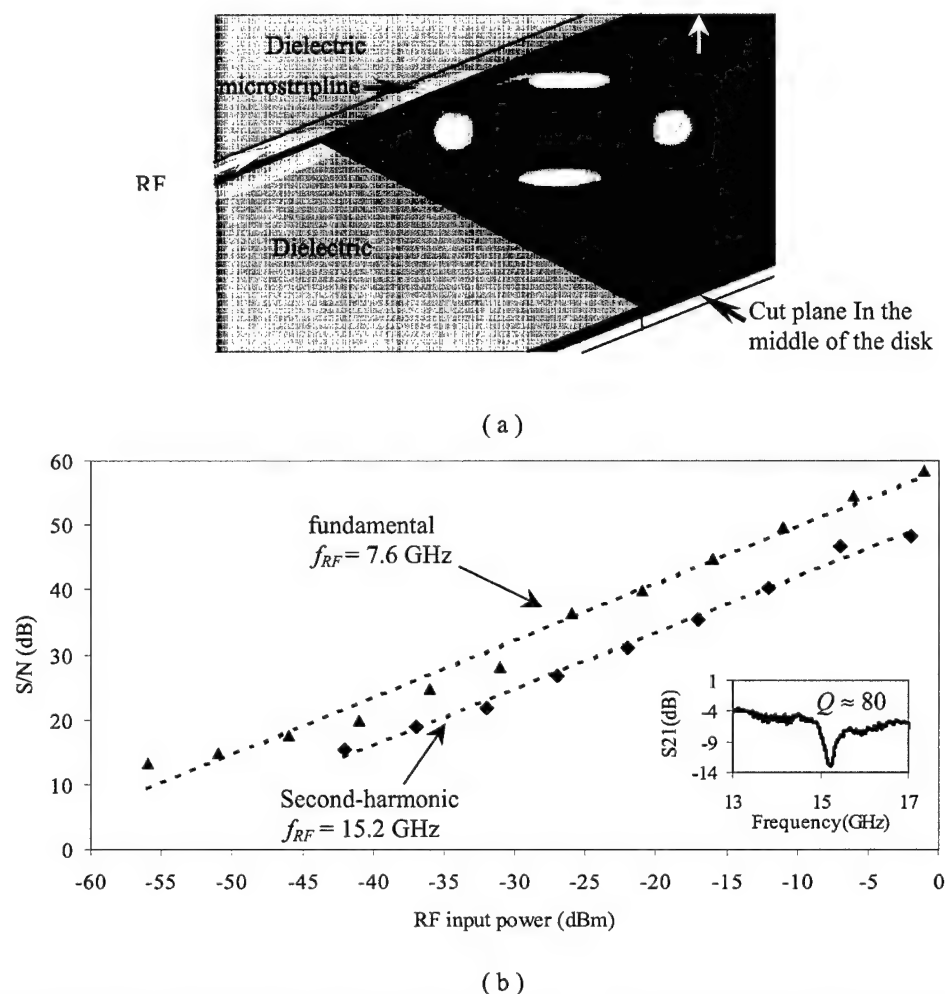 Dielectric
microstripline
RF
Dielectric
Cut plane In the
middle of the disk
( a )
60
50
40
30
20
10
0
S/N (dB)
fundamental
f_RF = 7.6 GHz
Second-harmonic
f_RF = 15.2 GHz
1
-4
-9
-14
S21(dB)
Q ≈ 80
13 15 17
Frequency(GHz)
-60 -55 -50 -45 -40 -35 -30 -25 -20 -15 -10 -5 0
RF input power (dBm)
( b )